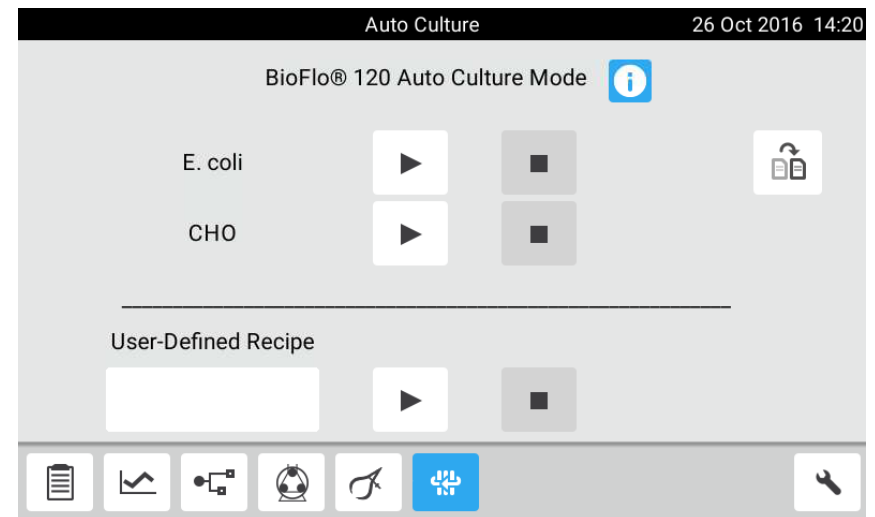 Auto Culture 26 Oct 2016 14:20
BioFlo® 120 Auto Culture Mode i
E. coli
CHO
User-Defined Recipe